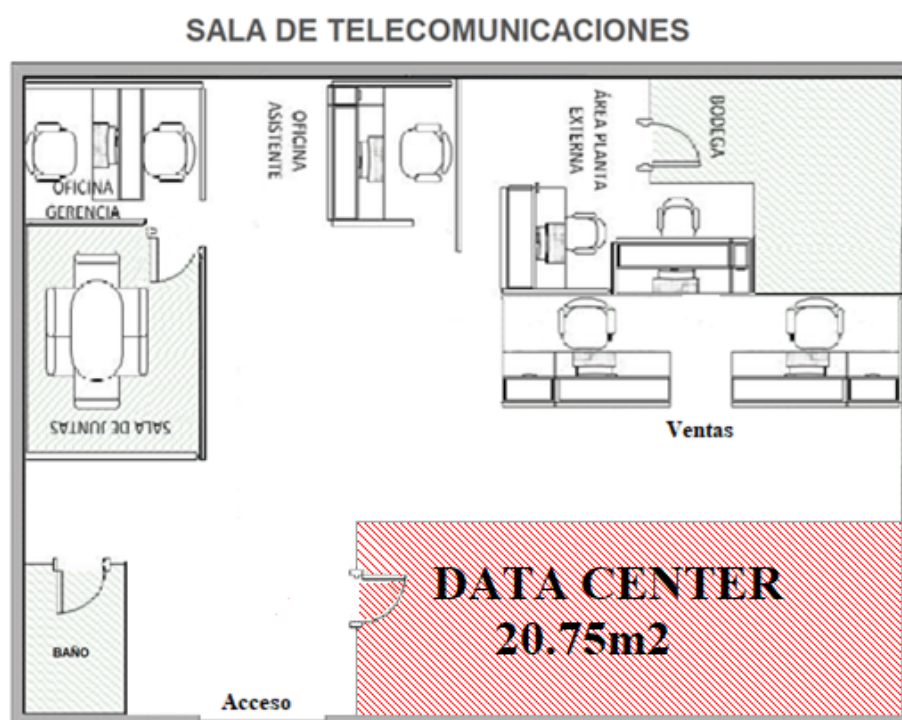 SALA DE TELECOMUNICACIONES
OFICINA
ASISTENTE
ÁREA PLANTA
EXTERNA
BODEGA
OFICINA
GERENCIA
SALA DE JUNTAS
Ventas
DATA CENTER
20.75m2
BAÑO
Acceso